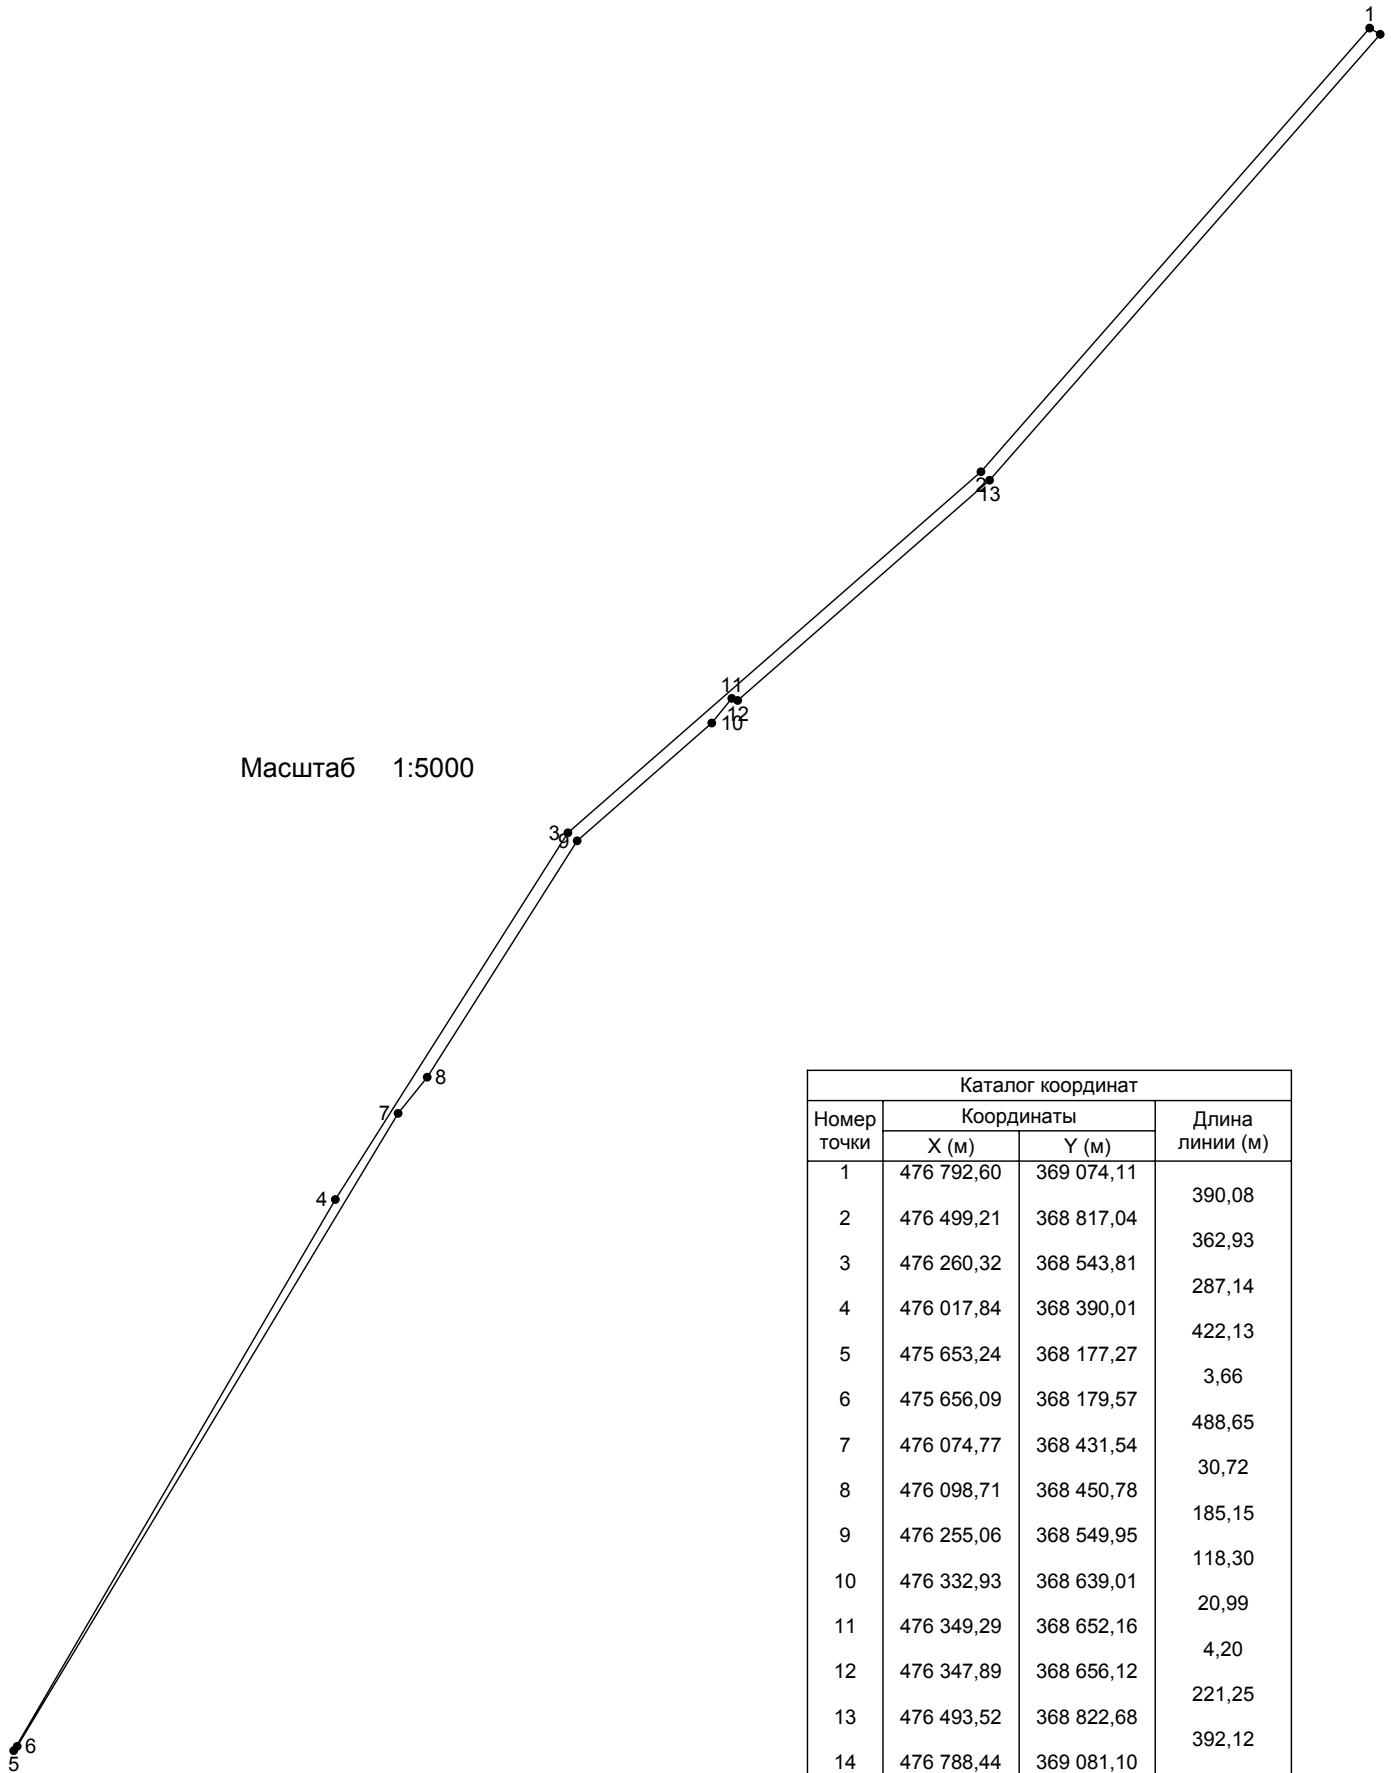 1
2
13
11
12
10
Масштаб 1:5000
3
9
8
7
4
6
5
Каталог координат
Номер точки Координаты Длина линии (м)
X (м) Y (м)
1 476 792,60 369 074,11
390,08
2 476 499,21 368 817,04
362,93
3 476 260,32 368 543,81
287,14
4 476 017,84 368 390,01
422,13
5 475 653,24 368 177,27
3,66
6 475 656,09 368 179,57
488,65
7 476 074,77 368 431,54
30,72
8 476 098,71 368 450,78
185,15
9 476 255,06 368 549,95
118,30
10 476 332,93 368 639,01
20,99
11 476 349,29 368 652,16
4,20
12 476 347,89 368 656,12
221,25
13 476 493,52 368 822,68
392,12
14 476 788,44 369 081,10